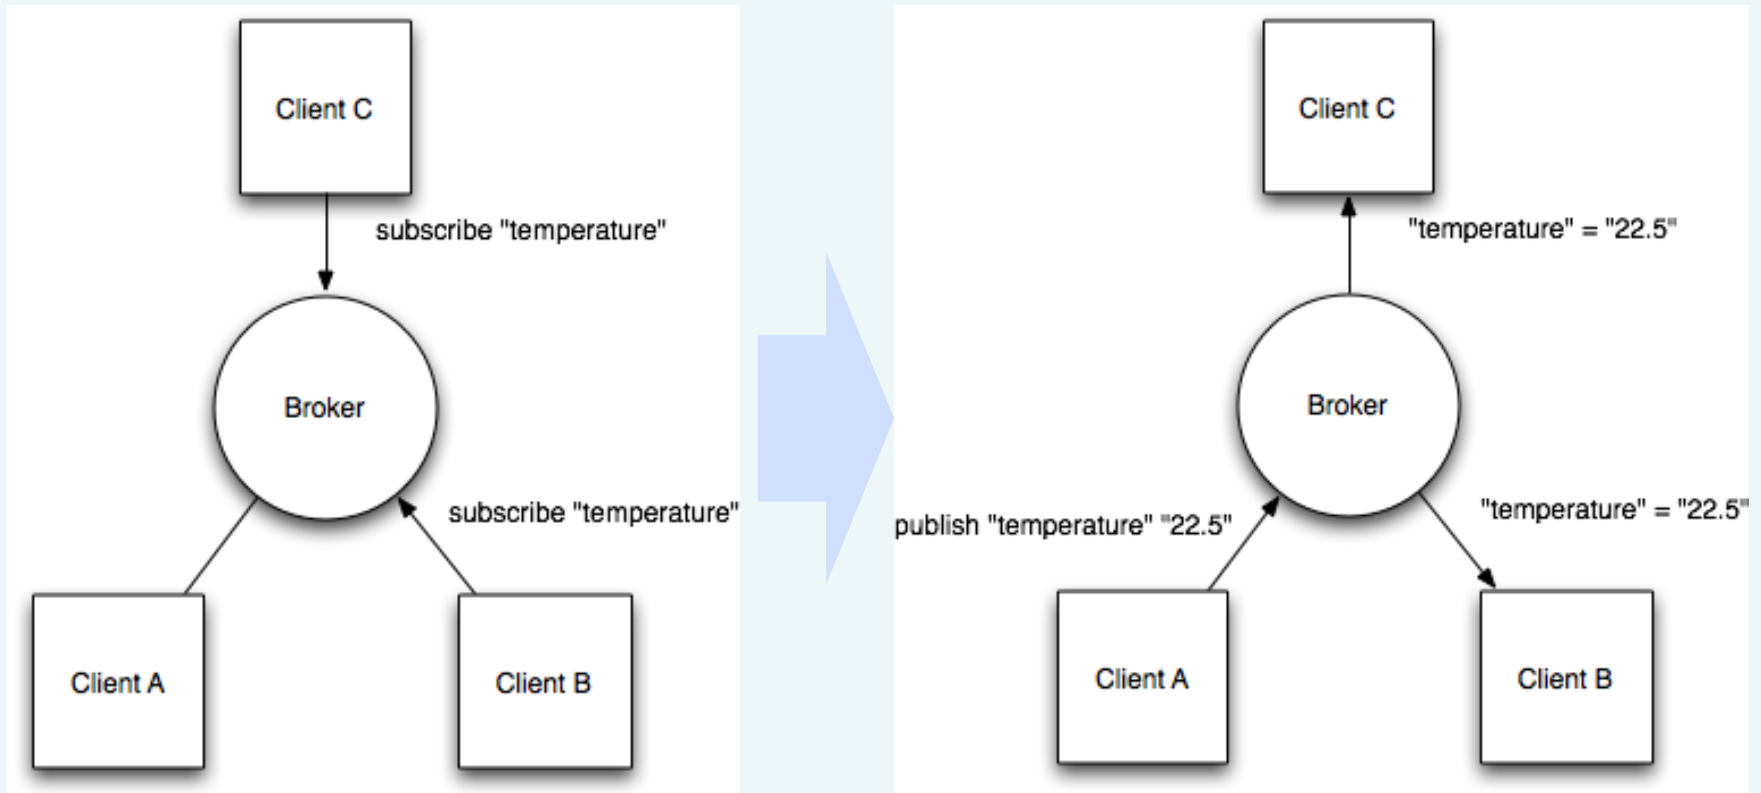 Client C
subscribe "temperature"
Broker
subscribe "temperature"
Client A
Client B
Client C
"temperature" = "22.5"
Broker
publish "temperature" "22.5"
"temperature" = "22.5"
Client A
Client B